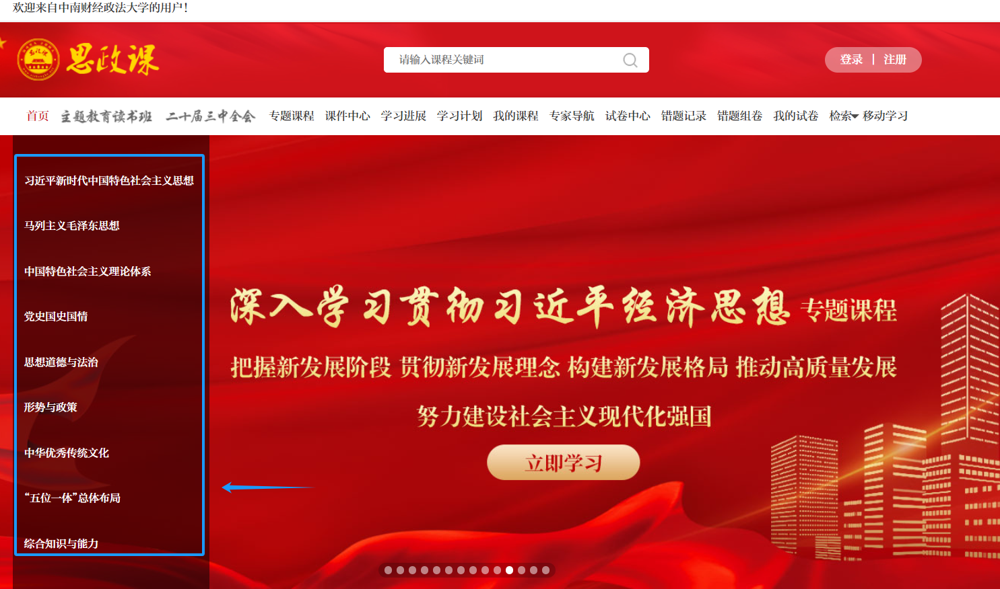 欢迎来自中南财经政法大学的用户！
思政课
请输入课程关键词
登录 | 注册
首页 主题教育读书班 二十届三中全会 专题课程 课件中心 学习进展 学习计划 我的课程 专家导航 试卷中心 错题记录 错题组卷 我的试卷 检索 移动学习
习近平新时代中国特色社会主义思想
马列主义毛泽东思想
中国特色社会主义理论体系
党史国史国情
思想道德与法治
形势与政策
中华优秀传统文化
“五位一体”总体布局
综合知识与能力
深入学习贯彻习近平经济思想 专题课程
把握新发展阶段 贯彻新发展理念 构建新发展格局 推动高质量发展
努力建设社会主义现代化强国
立即学习